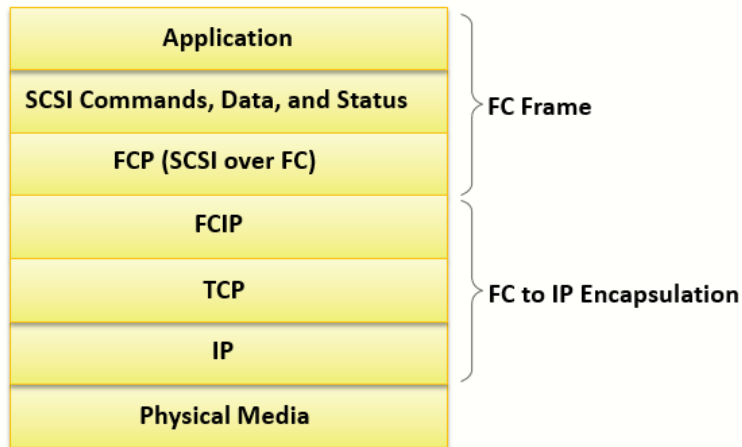 Application
SCSI Commands, Data, and Status
FC Frame
FCP (SCSI over FC)
FCIP
TCP
FC to IP Encapsulation
IP
Physical Media